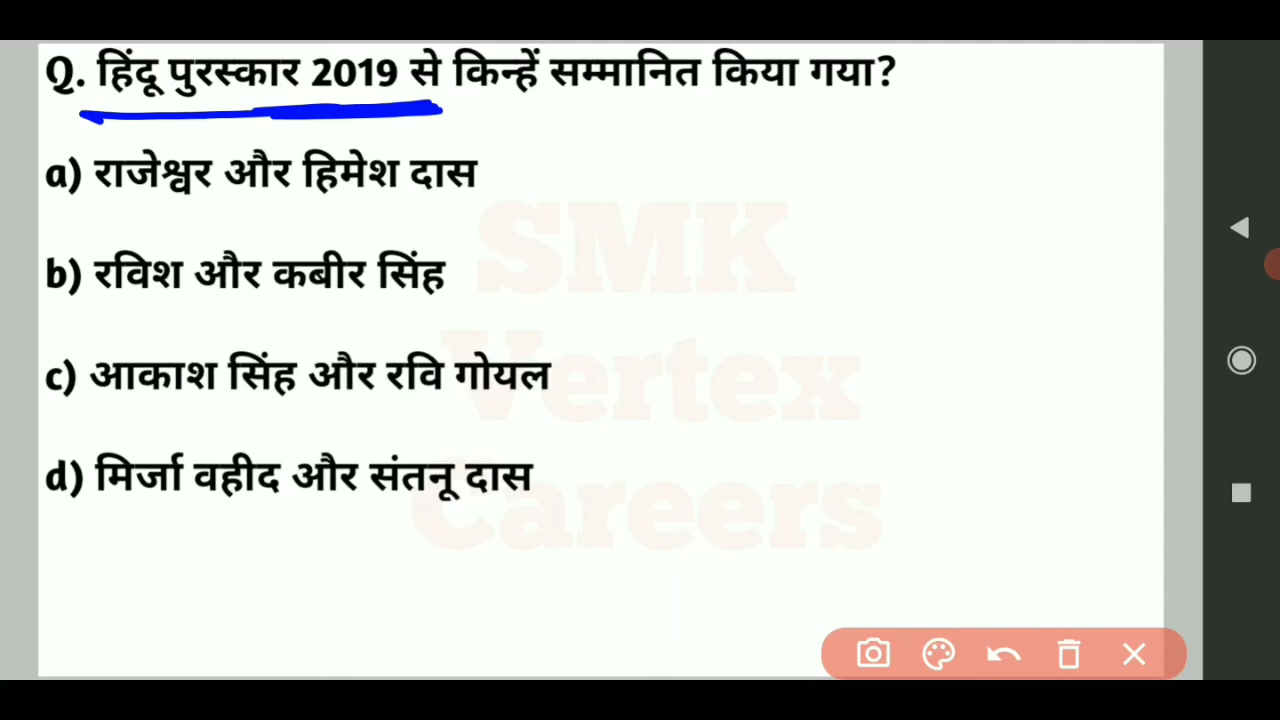 Q. हिंदू पुरस्कार 2019 से किन्हें सम्मानित किया गया?
a) राजेश्वर और हिमेश दास
b) रविश और कबीर सिंह
c) आकाश सिंह और रवि गोयल
d) मिर्जा वहीद और संतनू दास
SMK
Vertex
Careers